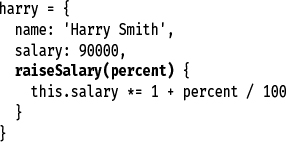 harry = {
  name: 'Harry Smith',
  salary: 90000,
  raiseSalary(percent) {
    this.salary *= 1 + percent / 100
  }
}